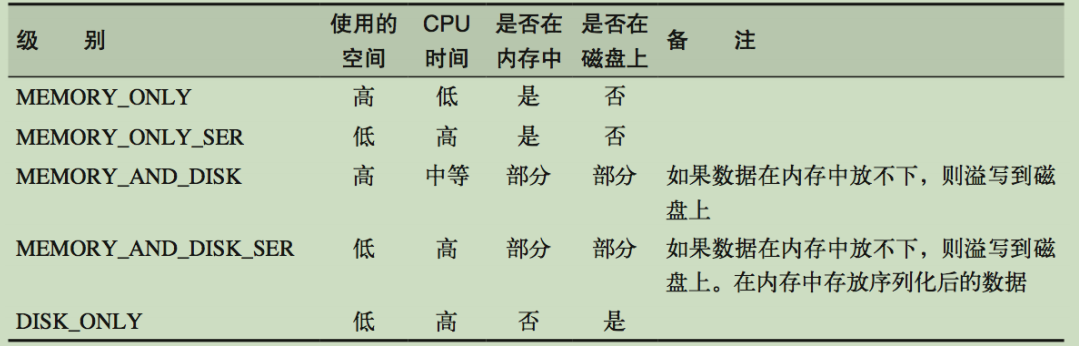 级 别 使用的空间 CPU时间 是否在内存中 是否在磁盘上 备 注
MEMORY_ONLY 高 低 是 否
MEMORY_ONLY_SER 低 高 是 否
MEMORY_AND_DISK 高 中等 部分 部分 如果数据在内存中放不下，则溢写到磁
盘上
MEMORY_AND_DISK_SER 低 高 部分 部分 如果数据在内存中放不下，则溢写到磁
盘上。在内存中存放序列化后的数据
DISK_ONLY 低 高 否 是